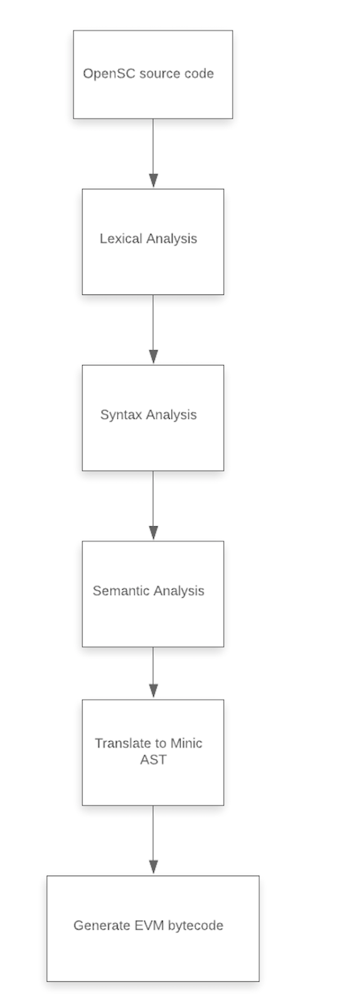 OpenSC source code
Lexical Analysis
Syntax Analysis
Semantic Analysis
Translate to Minic
AST
Generate EVM bytecode